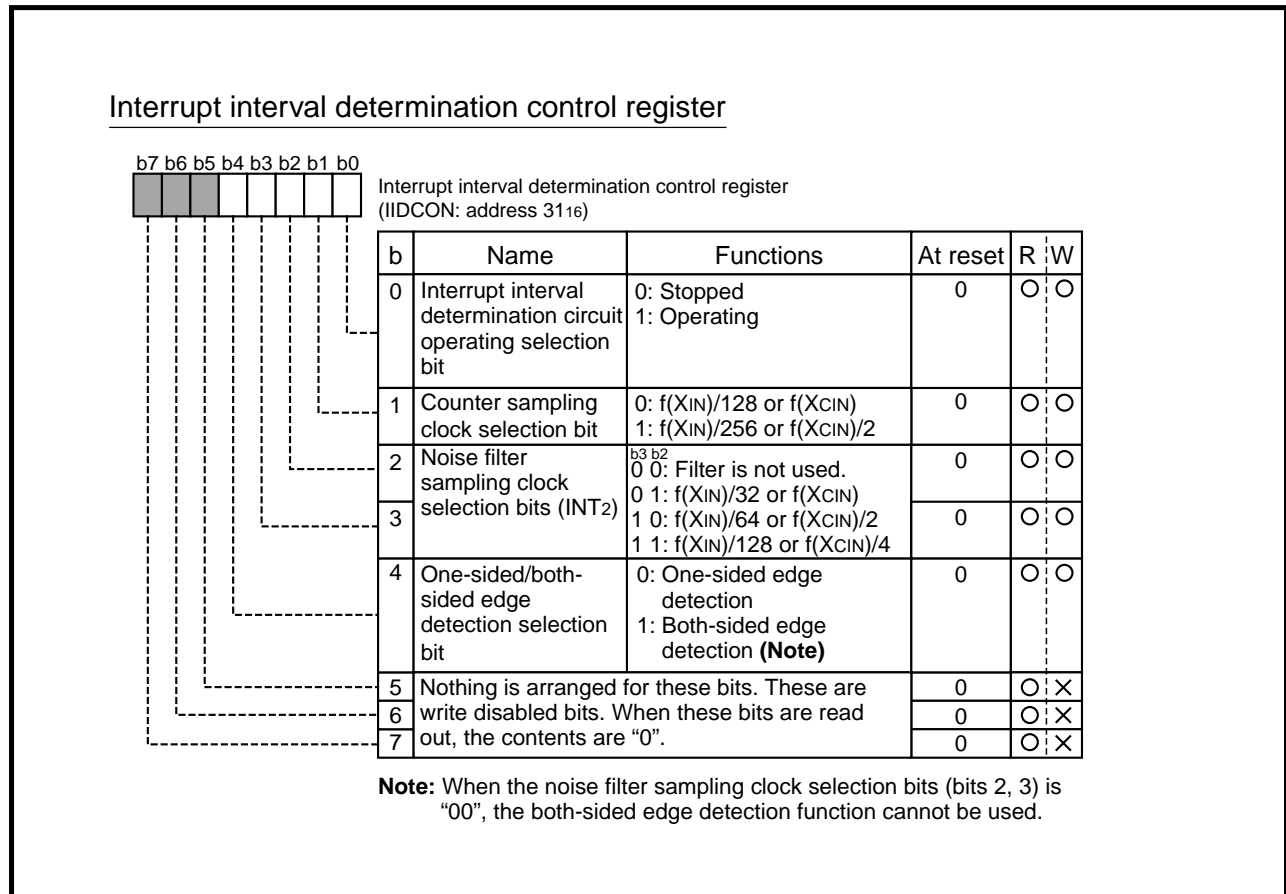 Interrupt interval determination control register
b7 b6 b5 b4 b3 b2 b1 b0
Interrupt interval determination control register
(IIDCON: address 3116)
b Name Functions At reset R W
0 Interrupt interval determination circuit operating selection bit 0: Stopped
1: Operating 0 O O
1 Counter sampling clock selection bit 0: f(XIN)/128 or f(XCIN)
1: f(XIN)/256 or f(XCIN)/2 0 O O
2 Noise filter sampling clock selection bits (INT2) b3 b2
0 0: Filter is not used. 0 O O
0 1: f(XIN)/32 or f(XCIN)
3 1 0: f(XIN)/64 or f(XCIN)/2 0 O O
1 1: f(XIN)/128 or f(XCIN)/4
4 One-sided/both-sided edge detection selection bit 0: One-sided edge detection
1: Both-sided edge detection (Note) 0 O O
5 Nothing is arranged for these bits. These are 0 O ×
6 write disabled bits. When these bits are read 0 O ×
7 out, the contents are “0”. 0 O ×
Note: When the noise filter sampling clock selection bits (bits 2, 3) is
“00”, the both-sided edge detection function cannot be used.